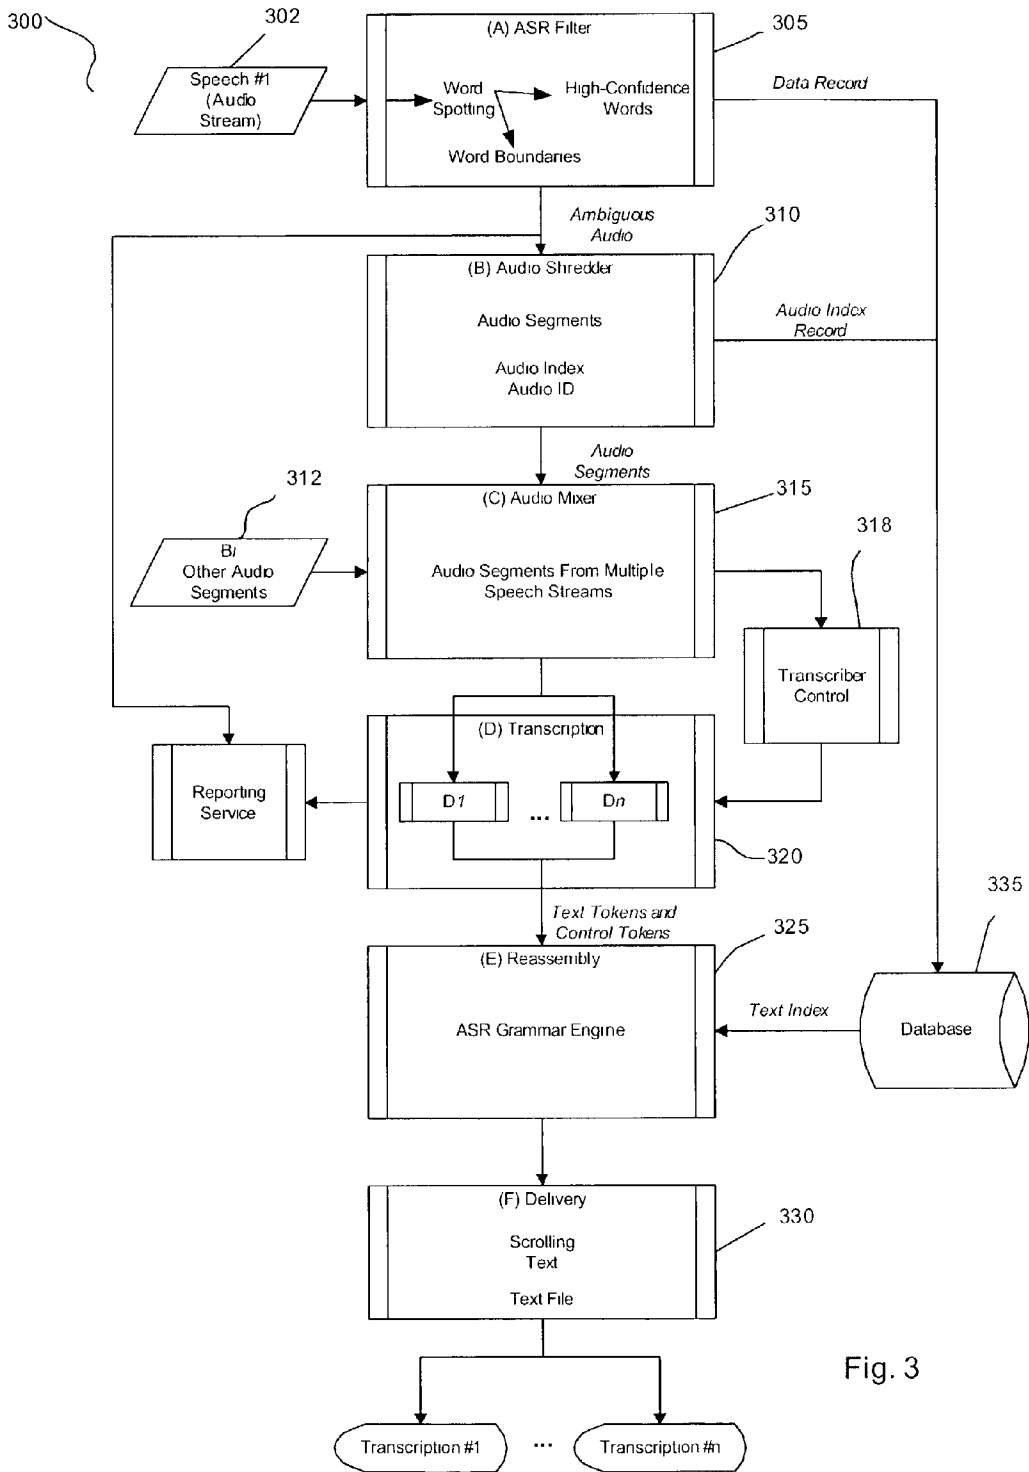 300
302
(A) ASR Filter
305
Speech #1
(Audio
Stream)
Word
Spotting
High-Confidence
Words
Word Boundaries
Data Record
Ambiguous
Audio
310
(B) Audio Shredder
Audio Segments
Audio Index
Audio ID
Audio Index
Record
Audio
Segments
312
(C) Audio Mixer
315
318
Bi
Other Audio
Segments
Audio Segments From Multiple
Speech Streams
Transcriber
Control
(D) Transcription
Reporting
Service
D1
...
Dn
320
Text Tokens and
Control Tokens
335
325
(E) Reassembly
ASR Grammar Engine
Text Index
Database
(F) Delivery
330
Scrolling
Text
Text File
Fig. 3
Transcription #1
...
Transcription #n